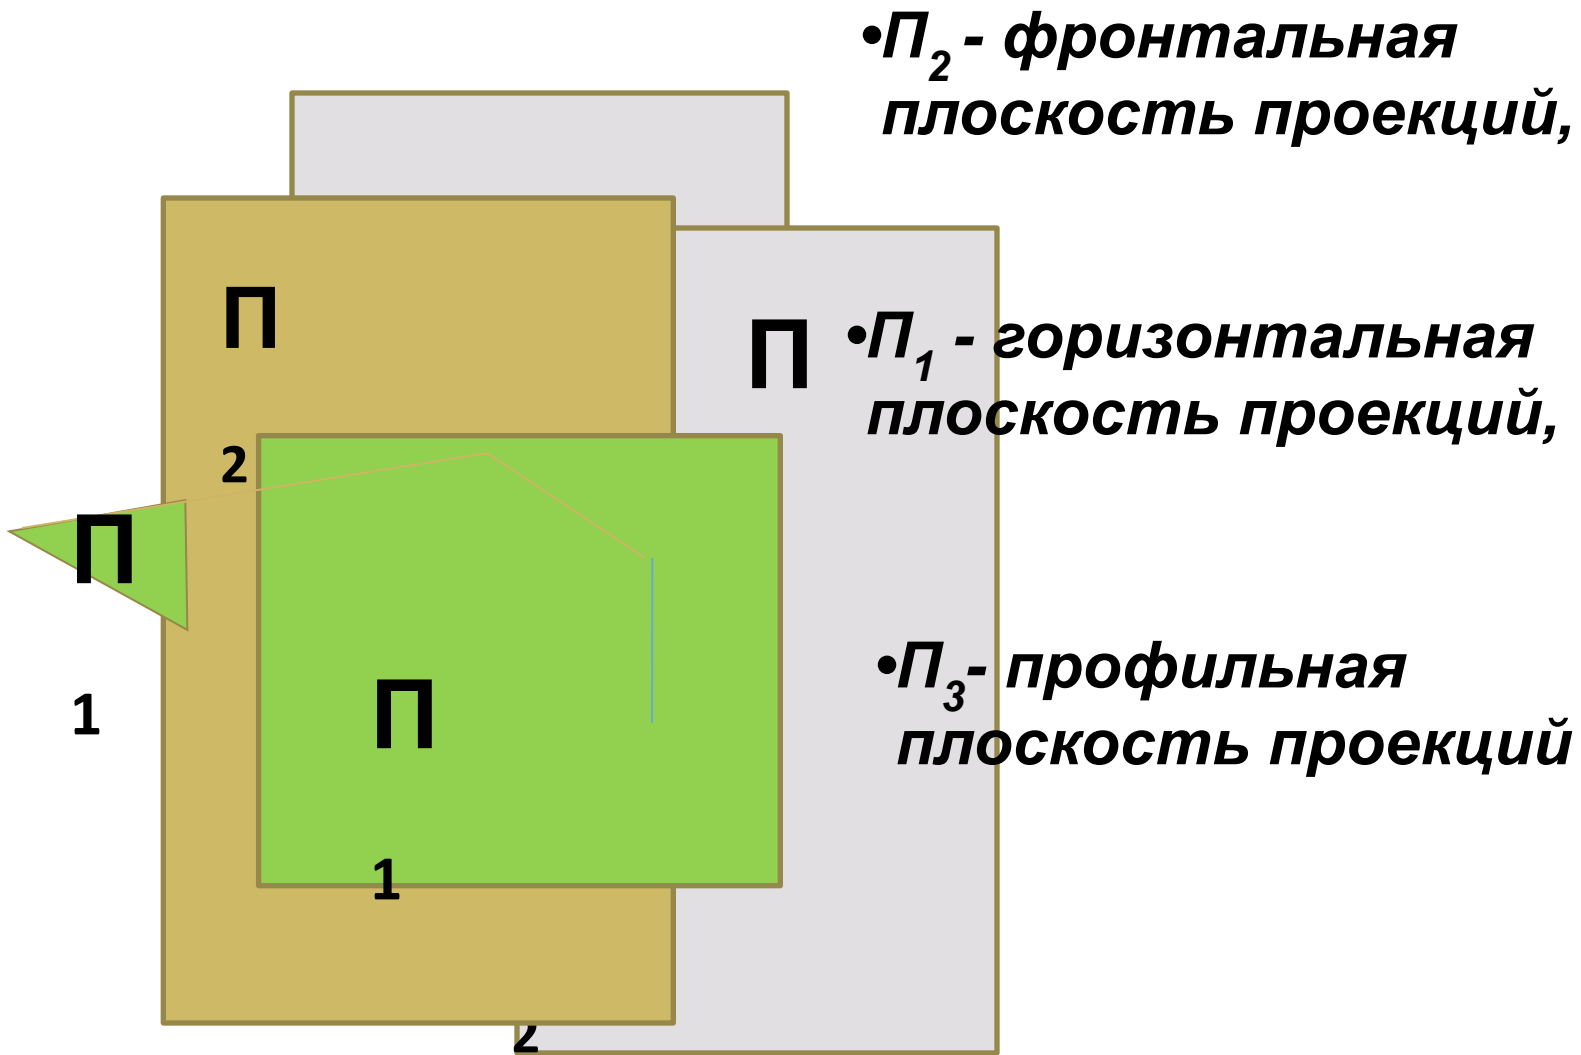 •П2 - фронтальная
плоскость проекций,
П
2
П
•П1 - горизонтальная
плоскость проекций,
П
1
П
1
•П3- профильная
плоскость проекций
2